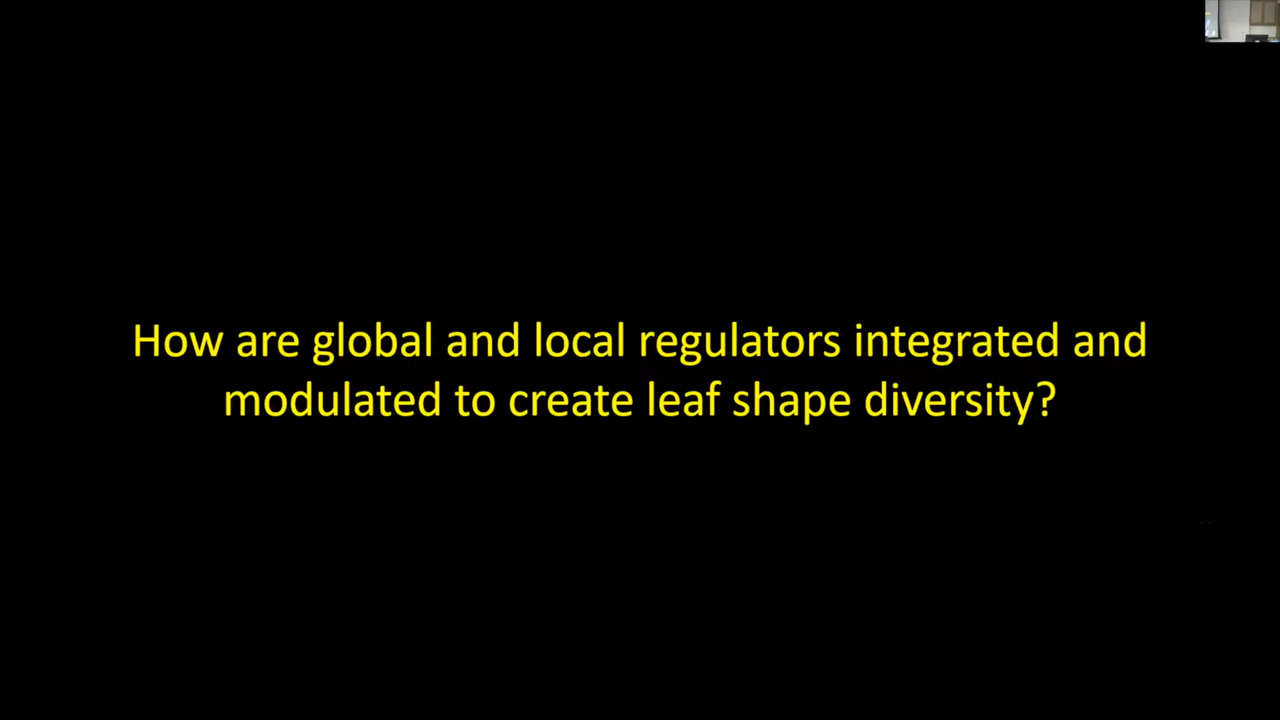 How are global and local regulators integrated and
modulated to create leaf shape diversity?